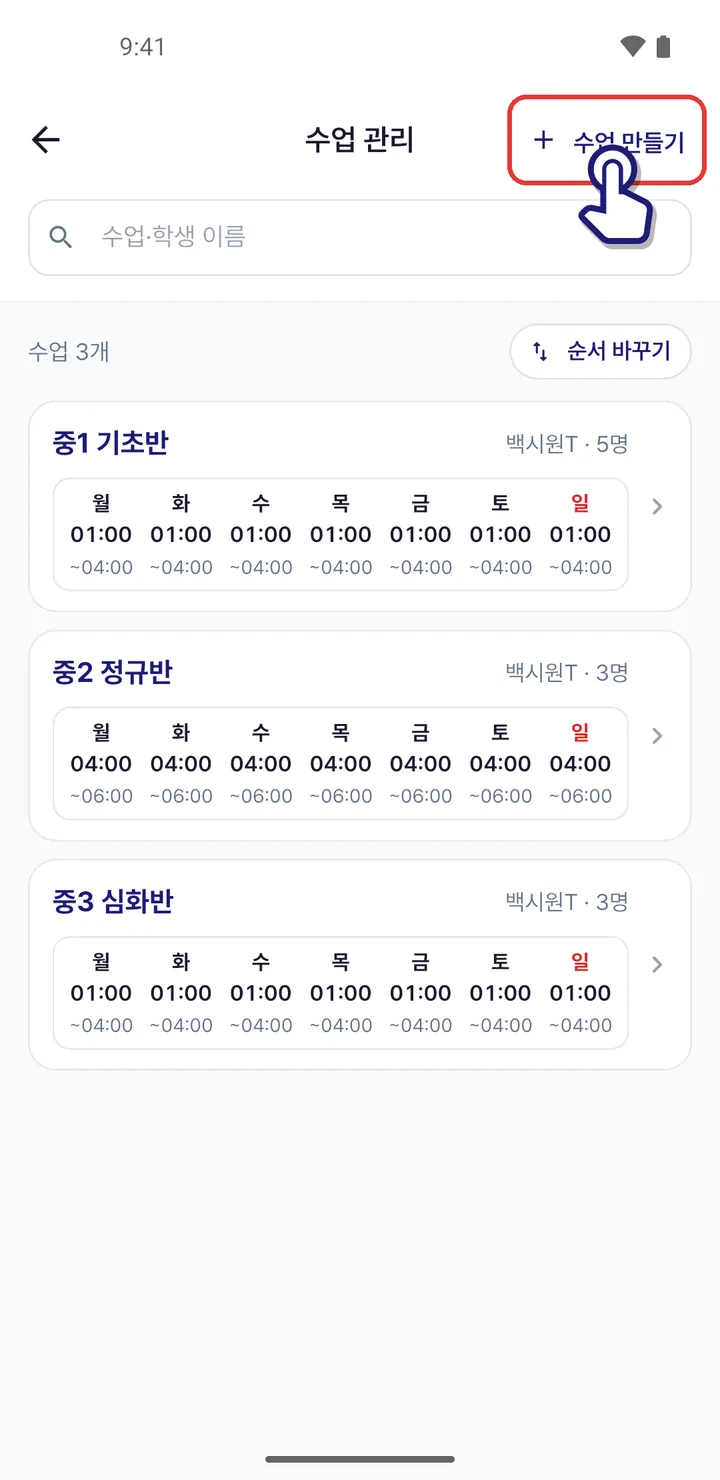 9:41
수업 관리
+ 수업 만들기
수업·학생 이름
수업 3개
순서 바꾸기
중1 기초반 백시원T · 5명
월 화 수 목 금 토 일
01:00 01:00 01:00 01:00 01:00 01:00 01:00
~04:00 ~04:00 ~04:00 ~04:00 ~04:00 ~04:00 ~04:00
중2 정규반 백시원T · 3명
월 화 수 목 금 토 일
04:00 04:00 04:00 04:00 04:00 04:00 04:00
~06:00 ~06:00 ~06:00 ~06:00 ~06:00 ~06:00 ~06:00
중3 심화반 백시원T · 3명
월 화 수 목 금 토 일
01:00 01:00 01:00 01:00 01:00 01:00 01:00
~04:00 ~04:00 ~04:00 ~04:00 ~04:00 ~04:00 ~04:00